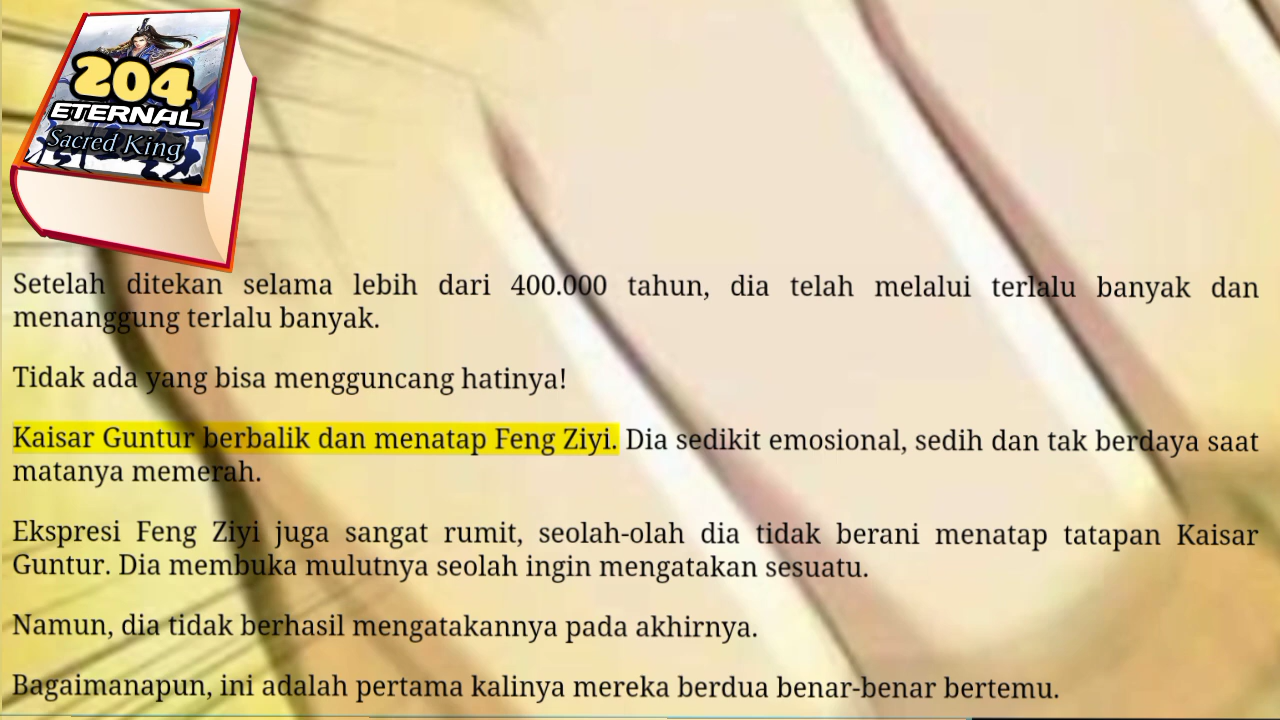 204
ETERNAL
Sacred King
Setelah ditekan selama lebih dari 400.000 tahun, dia telah melalui terlalu banyak dan
menanggung terlalu banyak.
Tidak ada yang bisa mengguncang hatinya!
Kaisar Guntur berbalik dan menatap Feng Ziyi. Dia sedikit emosional, sedih dan tak berdaya saat
matanya memerah.
Ekspresi Feng Ziyi juga sangat rumit, seolah-olah dia tidak berani menatap tatapan Kaisar
Guntur. Dia membuka mulutnya seolah ingin mengatakan sesuatu.
Namun, dia tidak berhasil mengatakannya pada akhirnya.
Bagaimanapun, ini adalah pertama kalinya mereka berdua benar-benar bertemu.